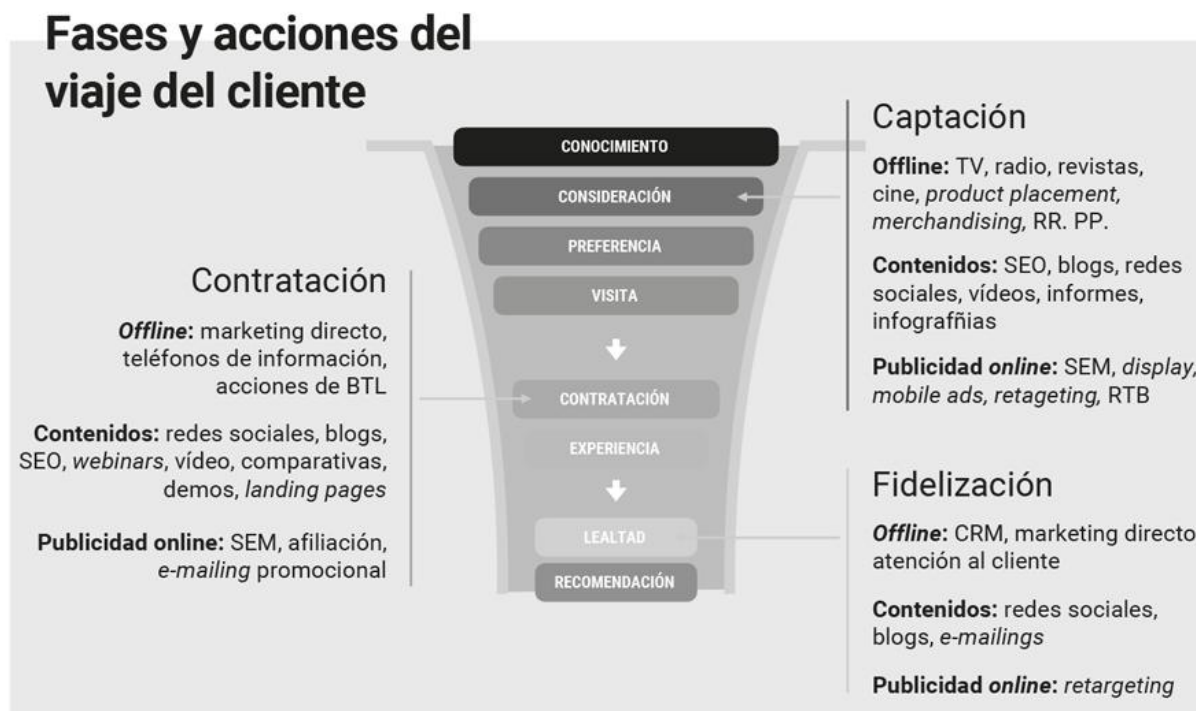 Fases y acciones del
viaje del cliente
CONOCIMIENTO
CONSIDERACIÓN
PREFERENCIA
VISITA
CONTRATACIÓN
EXPERIENCIA
LEALTAD
RECOMENDACIÓN
Captación
Offline: TV, radio, revistas,
cine, product placement,
merchandising, RR. PP.
Contenidos: SEO, blogs, redes
sociales, vídeos, informes,
infografñias
Publicidad online: SEM, display,
mobile ads, retageting, RTB
Contratación
Offline: marketing directo,
teléfonos de información,
acciones de BTL
Contenidos: redes sociales, blogs,
SEO, webinars, vídeo, comparativas,
demos, landing pages
Publicidad online: SEM, afiliación,
e-mailing promocional
Fidelización
Offline: CRM, marketing directo
atención al cliente
Contenidos: redes sociales,
blogs, e-mailings
Publicidad online: retargeting